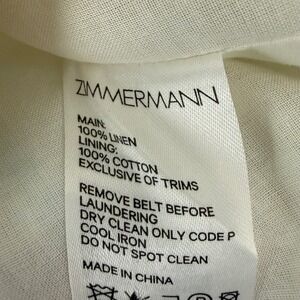 ZIMMERMANN
MAIN:
100% LINEN
LINING:
100% COTTON
EXCLUSIVE OF TRIMS
REMOVE BELT BEFORE
LAUNDERING
DRY CLEAN ONLY CODE P
COOL IRON
DO NOT SPOT CLEAN
MADE IN CHINA